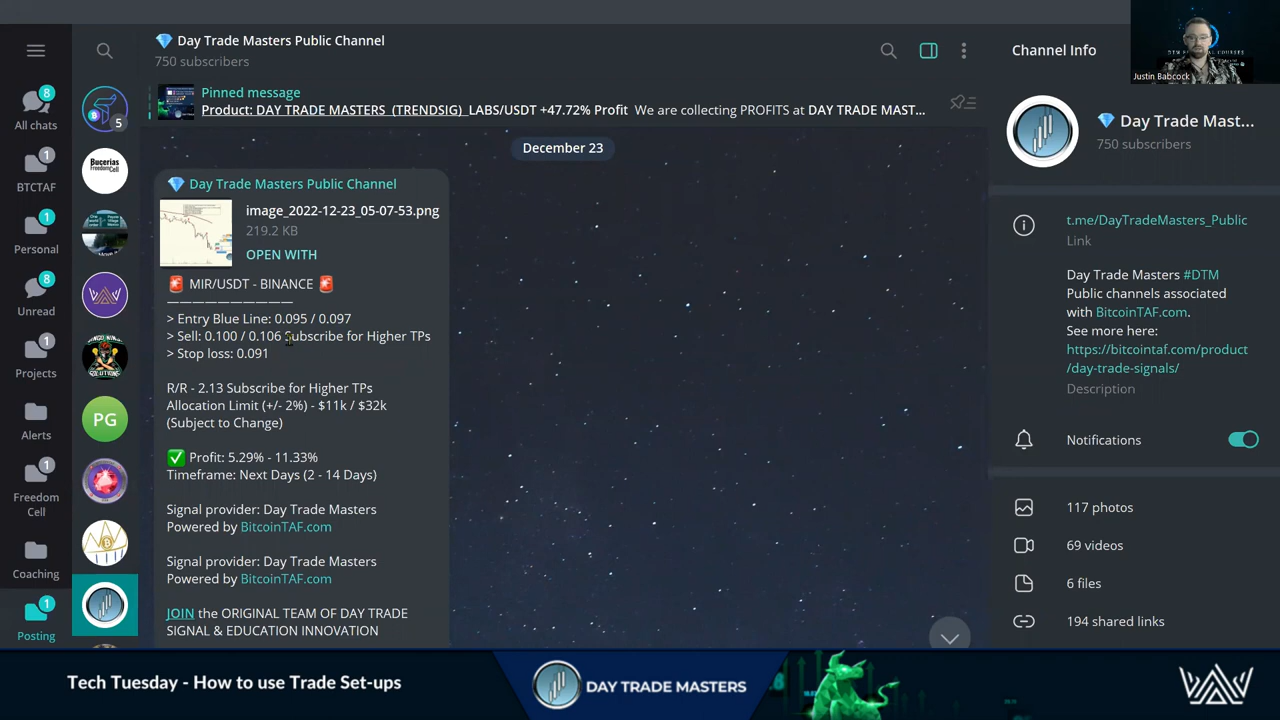 All chats
8
BTCTAF
1
Personal
1
Unread
8
Projects
1
Alerts
Freedom
Cell
1
Coaching
Posting
1
5
Bucerias
FreedomCell
PG
💎 Day Trade Masters Public Channel
750 subscribers
Pinned message
Product: DAY TRADE MASTERS (TRENDSIG) LABS/USDT +47.72% Profit We are collecting PROFITS at DAY TRADE MAST...
December 23
💎 Day Trade Masters Public Channel
image_2022-12-23_05-07-53.png
219.2 KB
OPEN WITH
🚨 MIR/USDT - BINANCE 🚨
——————————
> Entry Blue Line: 0.095 / 0.097
> Sell: 0.100 / 0.106 Subscribe for Higher TPs
> Stop loss: 0.091
R/R - 2.13 Subscribe for Higher TPs
Allocation Limit (+/- 2%) - $11k / $32k
(Subject to Change)
✅ Profit: 5.29% - 11.33%
Timeframe: Next Days (2 - 14 Days)
Signal provider: Day Trade Masters
Powered by BitcoinTAF.com
Signal provider: Day Trade Masters
Powered by BitcoinTAF.com
JOIN the ORIGINAL TEAM OF DAY TRADE
SIGNAL & EDUCATION INNOVATION
Channel Info
Justin Babcock
💎 Day Trade Mast...
750 subscribers
t.me/DayTradeMasters_Public
Link
Day Trade Masters #DTM
Public channels associated
with BitcoinTAF.com.
See more here:
https://bitcointaf.com/product
/day-trade-signals/
Description
Notifications
117 photos
69 videos
6 files
194 shared links
Tech Tuesday - How to use Trade Set-ups
DAY TRADE MASTERS